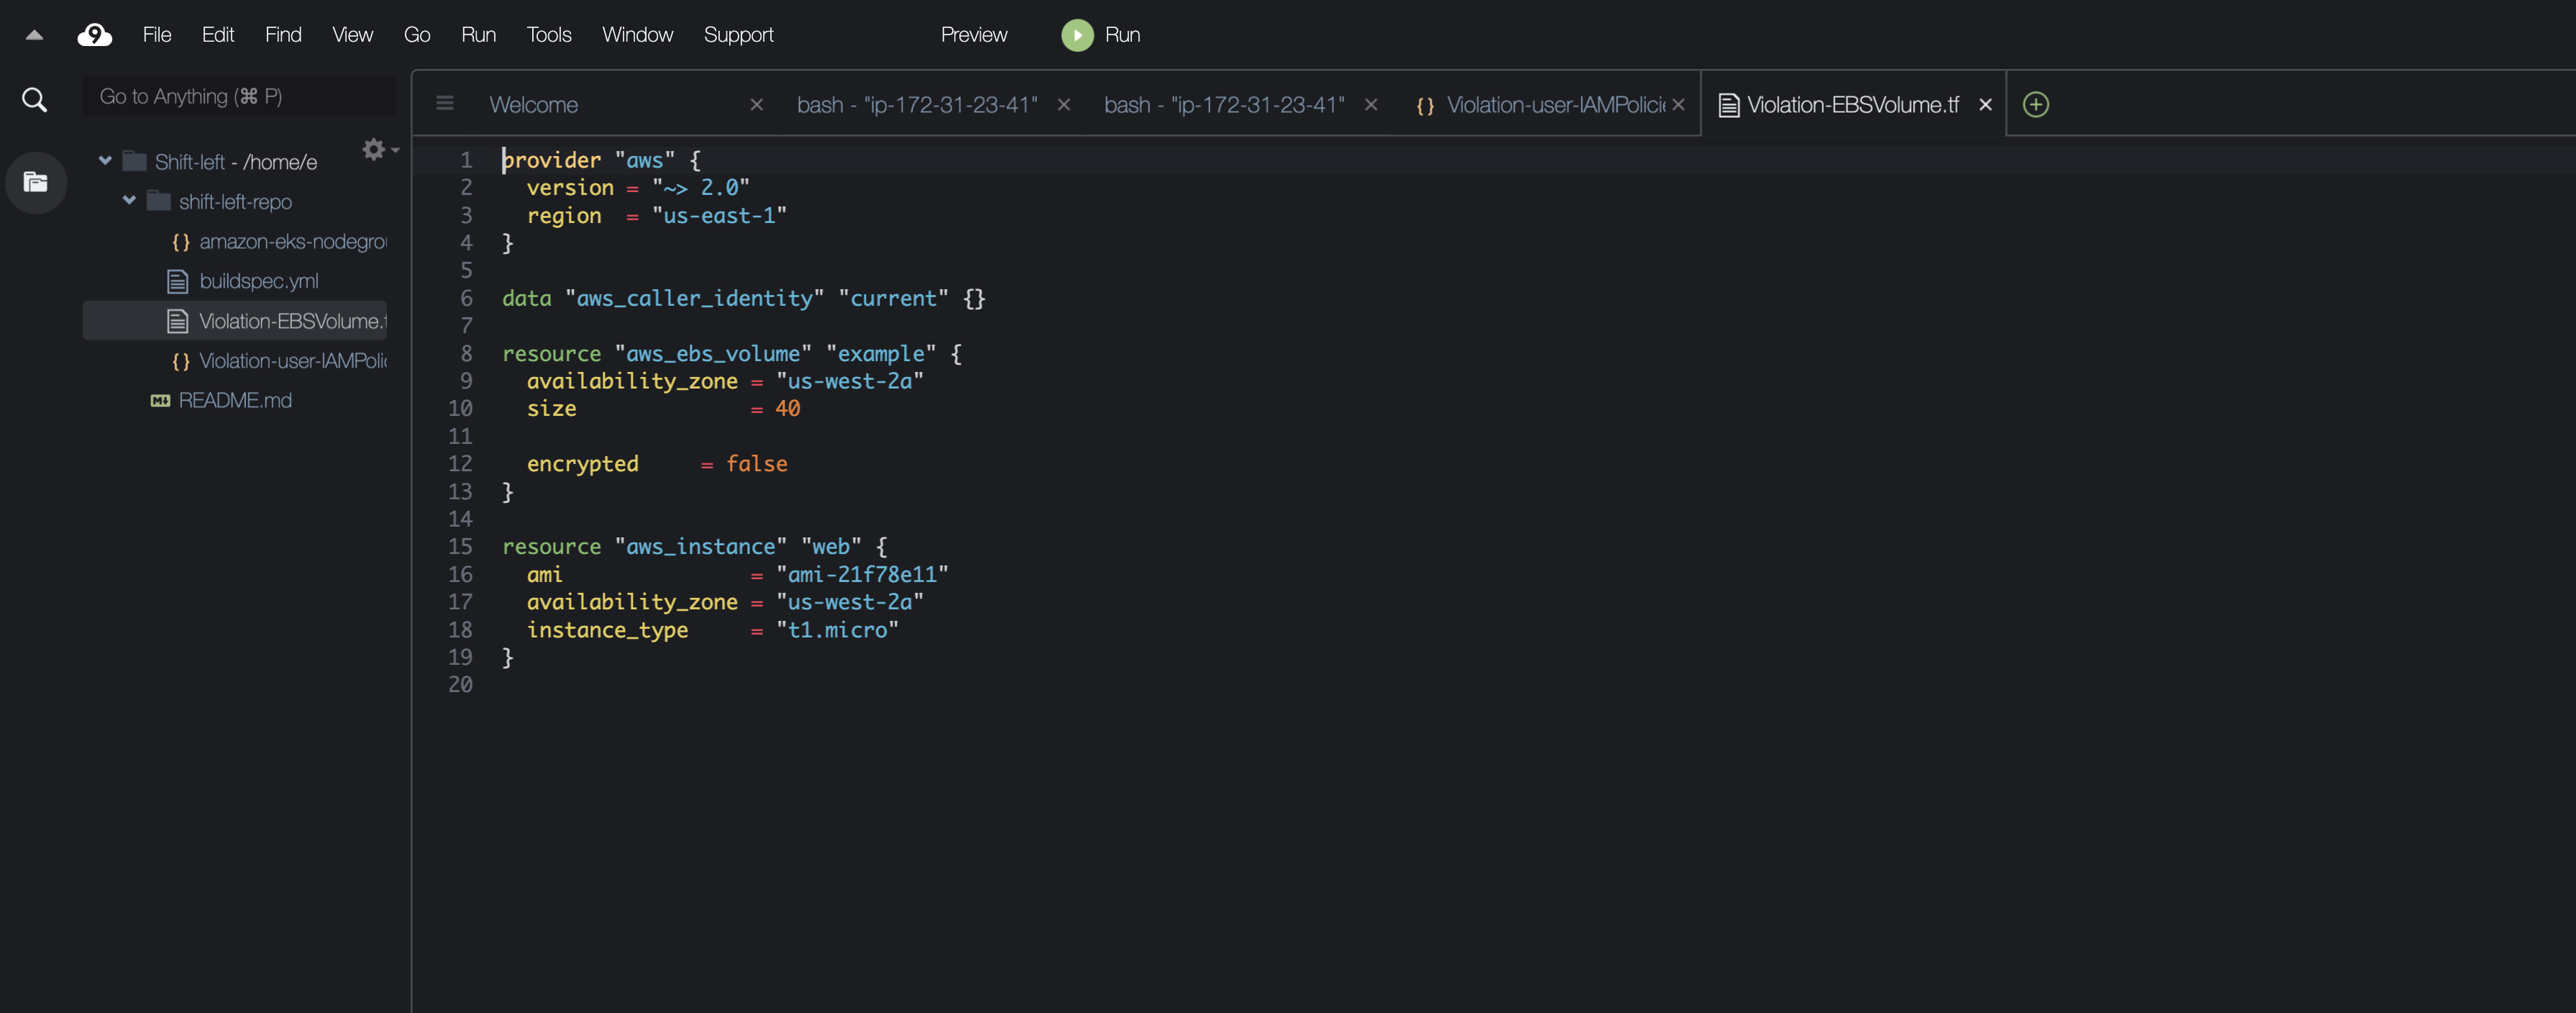 9 File Edit Find View Go Run Tools Window Support Preview Run
Go to Anything (⌘ P)
Welcome bash - "ip-172-31-23-41" bash - "ip-172-31-23-41" {} Violation-user-IAMPolicie Violation-EBSVolume.tf
Shift-left - /home/e
shift-left-repo
{} amazon-eks-nodegrou
buildspec.yml
Violation-EBSVolume.t
{} Violation-user-IAMPolic
M↓ README.md
1 provider "aws" {
2   version = "~> 2.0"
3   region  = "us-east-1"
4 }
5
6 data "aws_caller_identity" "current" {}
7
8 resource "aws_ebs_volume" "example" {
9   availability_zone = "us-west-2a"
10   size              = 40
11
12   encrypted     = false
13 }
14
15 resource "aws_instance" "web" {
16   ami               = "ami-21f78e11"
17   availability_zone = "us-west-2a"
18   instance_type     = "t1.micro"
19 }
20